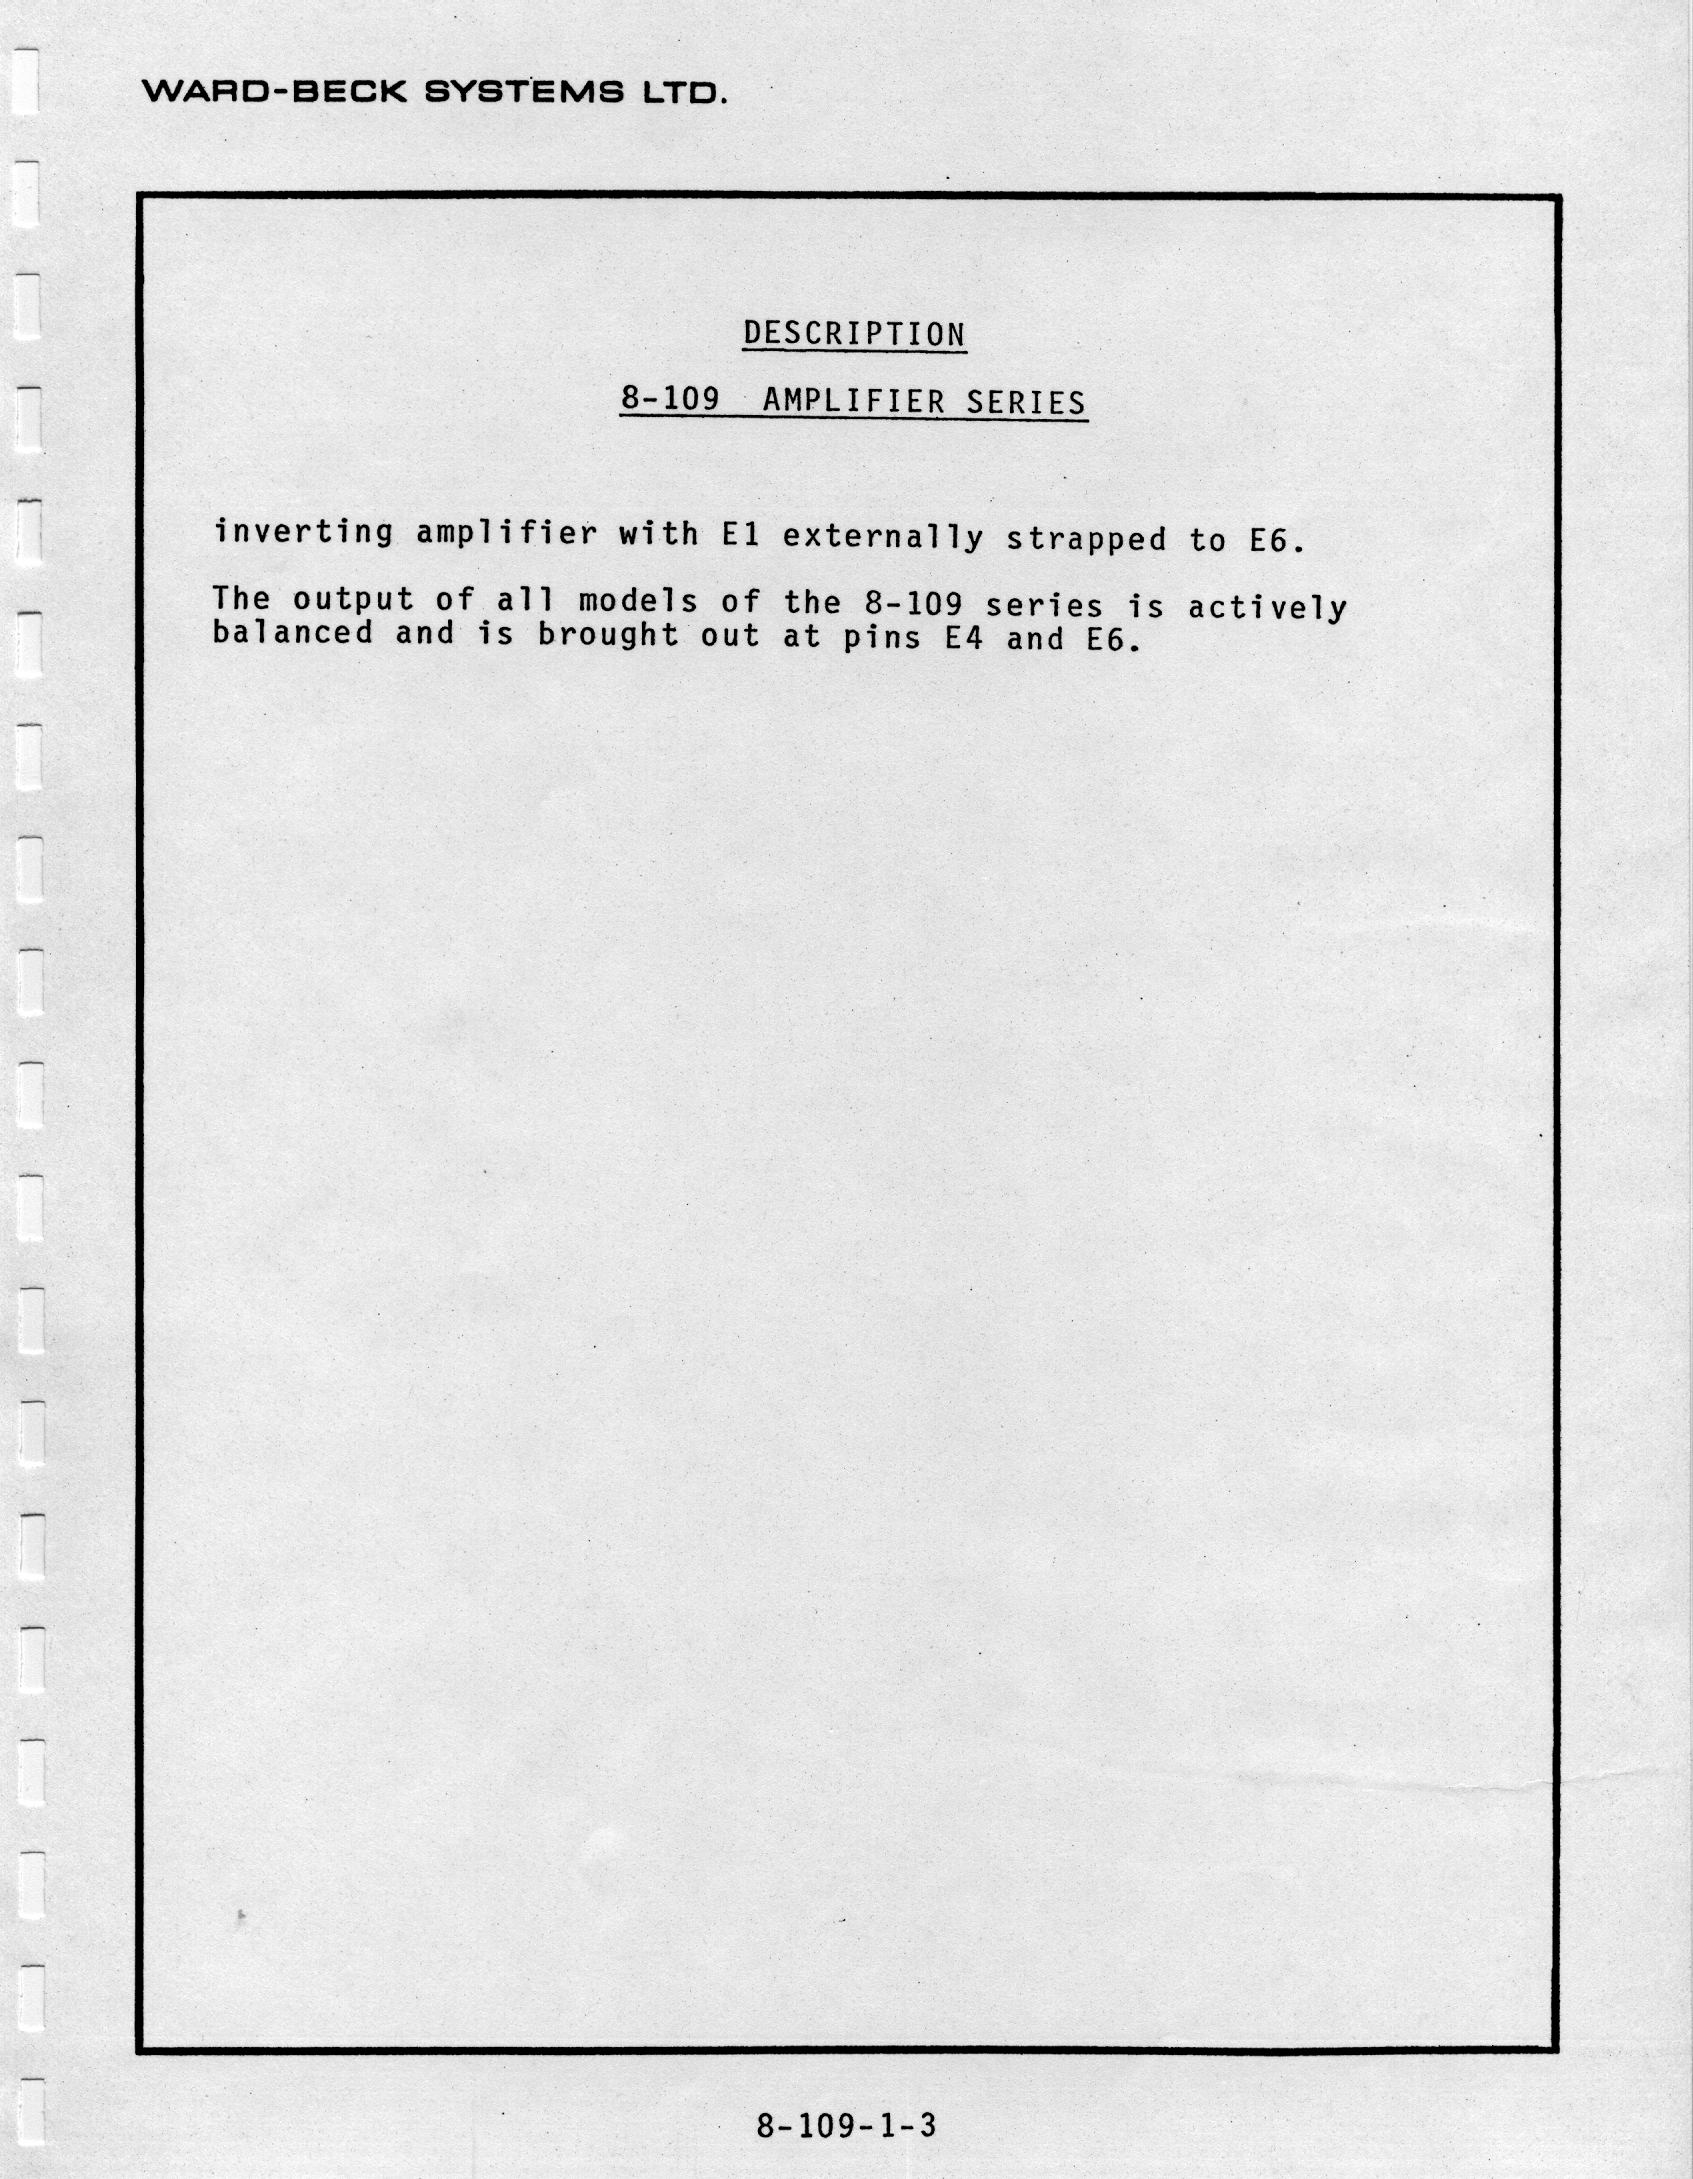 WARD-BECK SYSTEMS LTD.
DESCRIPTION
8-109 AMPLIFIER SERIES
inverting amplifier with E1 externally strapped to E6.
The output of all models of the 8-109 series is actively
balanced and is brought out at pins E4 and E6.
8-109-1-3